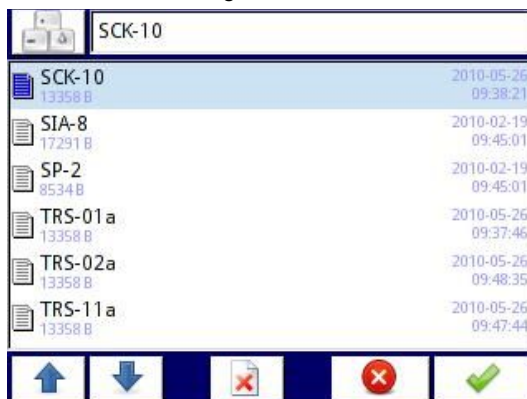 SCK-10
SCK-10 2010-05-26
13358 B 09:38:21
SIA-8 2010-02-19
17291 B 09:45:01
SP-2 2010-02-19
8534 B 09:45:01
TRS-01a 2010-05-26
13358 B 09:37:46
TRS-02a 2010-05-26
13358 B 09:48:35
TRS-11a 2010-05-26
13358 B 09:47:44